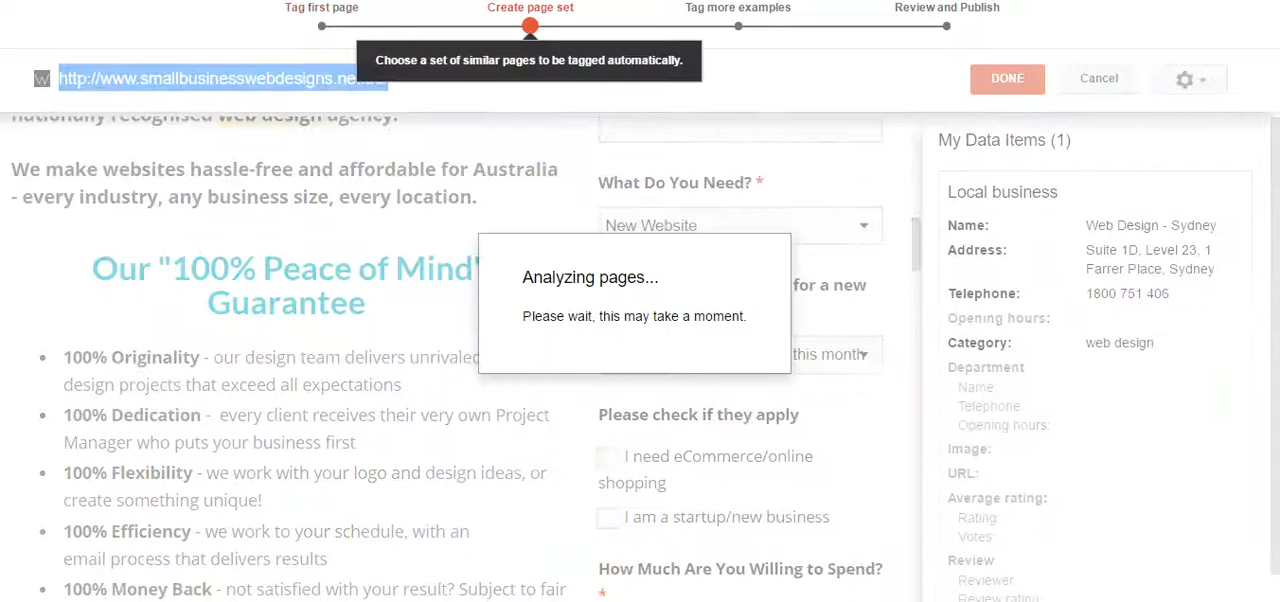 Tag first page
Create page set
Tag more examples
Review and Publish
Choose a set of similar pages to be tagged automatically.
W
DONE
Cancel
nationally recognised web design agency.
We make websites hassle-free and affordable for Australia
- every industry, any business size, every location.
Our "100% Peace of Mind"
Guarantee
100% Originality - our design team delivers
design projects that exceed all expectations
100% Dedication - every client receives their very own Project
Manager who puts your business first
100% Flexibility - we work with your logo and design ideas, or
create something unique!
100% Efficiency - we work to your schedule, with an
email process that delivers results
100% Money Back - not satisfied with your result? Subject to fair
What Do You Need? *
New Website
Analyzing pages...
Please wait, this may take a moment.
for a new
this month
Please check if they apply
I need eCommerce/online
shopping
I am a startup/new business
How Much Are You Willing to Spend?
*
My Data Items (1)
Local business
Name: Web Design - Sydney
Address: Suite 1D, Level 23, 1
Farrer Place, Sydney
Telephone: 1800 751 406
Opening hours:
Category: web design
Department
Name
Telephone
Opening hours:
Image:
URL:
Average rating:
Rating
Votes:
Review
Reviewer
Review rating: